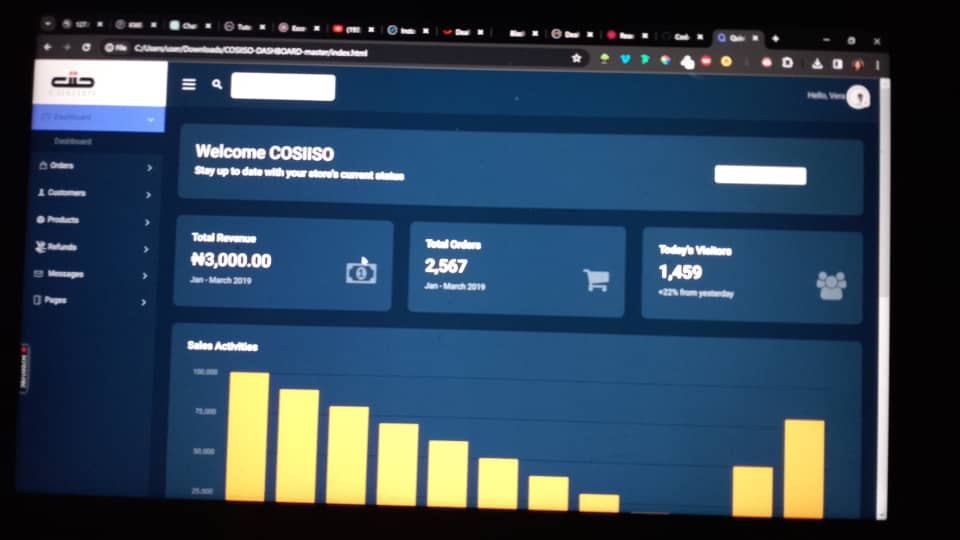 File C:/Users/user/Downloads/COSIISO-DASHBOARD-master/index.html
Hello, Vera
Dashboard
Dashboard
Orders
Customers
Products
Refunds
Messages
Pages
Welcome COSIISO
Stay up to date with your store's current status
Total Revenue
₦3,000.00
Jan - March 2019
Total Orders
2,567
Jan - March 2019
Today's Visitors
1,459
+22% from yesterday
Sales Activities
100,000
75,000
50,000
25,000